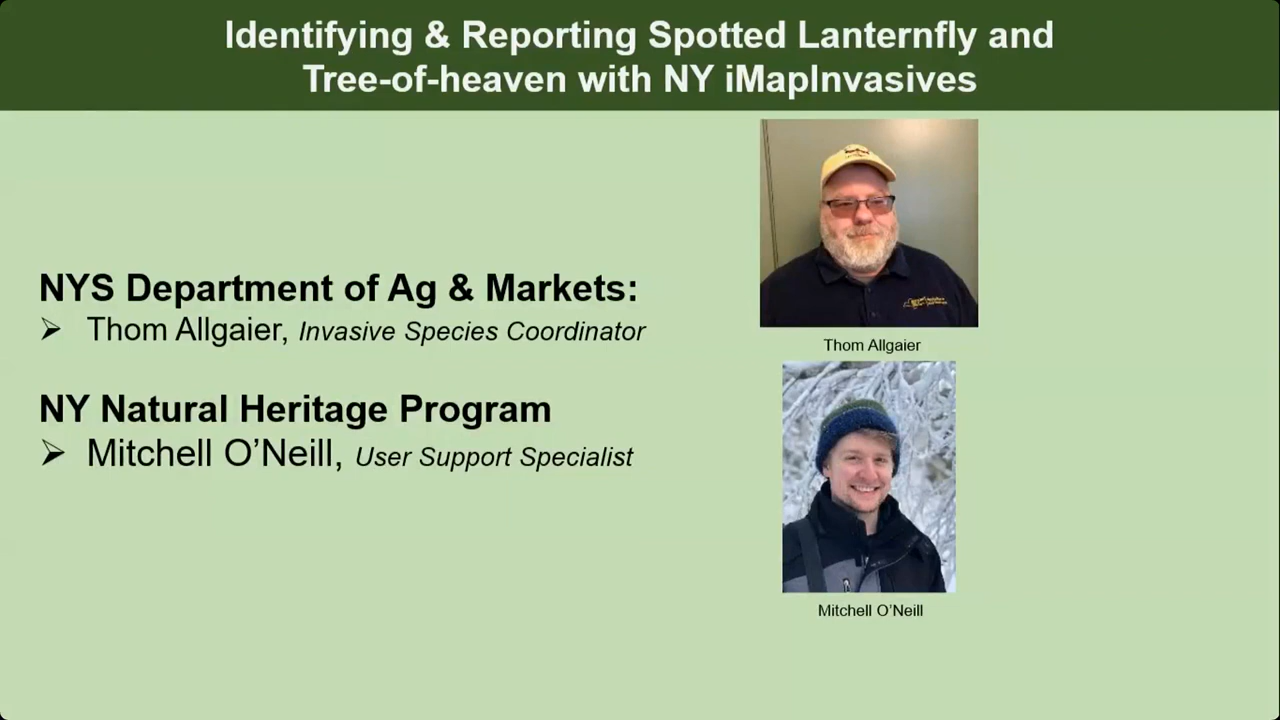 Identifying & Reporting Spotted Lanternfly and
Tree-of-heaven with NY iMapInvasives
NYS Department of Ag & Markets:
➢ Thom Allgaier, Invasive Species Coordinator
NY Natural Heritage Program
➢ Mitchell O’Neill, User Support Specialist
Thom Allgaier
Mitchell O’Neill